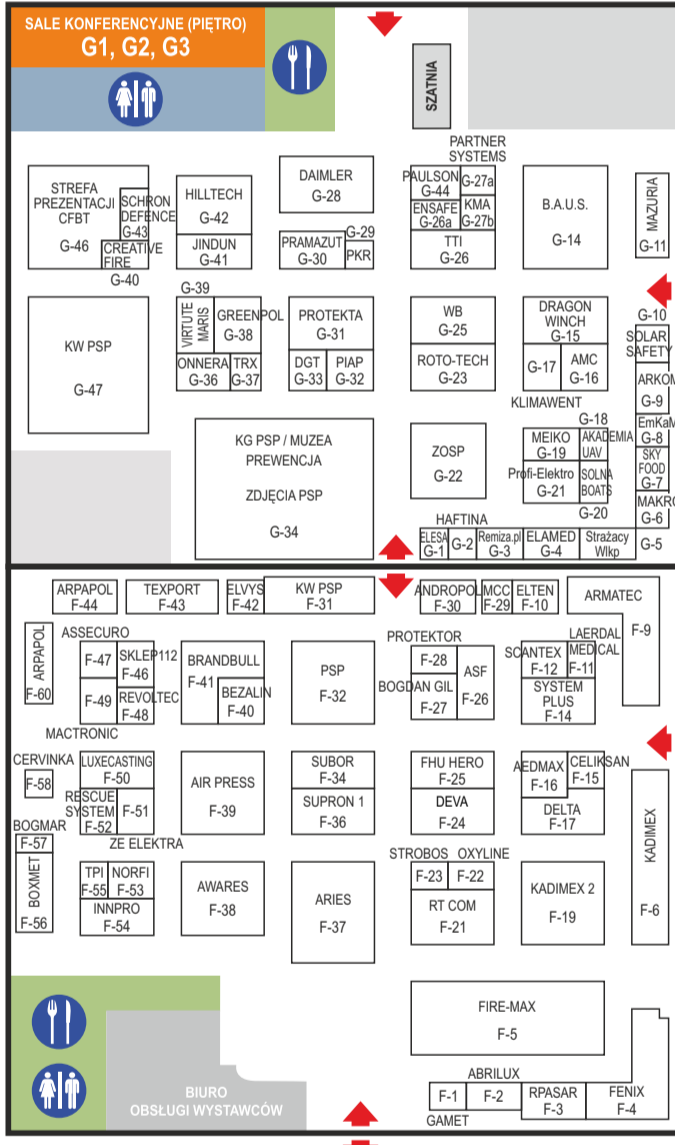 SALE KONFERENCYJNE (PIĘTRO)
G1, G2, G3
SZATNIA
STREFA
PREZENTACJI
CFBT
G-46
SCHRON
DEFENCE
G-43
CREATIVE
FIRE
G-40
HILLTECH
G-42
JINDUN
G-41
DAIMLER
G-28
PRAMAZUT
G-30
G-29
PKR
PARTNER
SYSTEMS
PAULSON
G-44
G-27a
ENSAFE
G-26a
KMA
G-27b
TTI
G-26
B.A.U.S.
G-14
MAZURIA
G-11
KW PSP
G-47
G-39
VIRTUTE
MARIS
GREENPOL
G-38
ONNERA
G-36
TRX
G-37
PROTEKTA
G-31
DGT
G-33
PIAP
G-32
WB
G-25
ROTO-TECH
G-23
DRAGON
WINCH
G-15
G-17
AMC
G-16
KLIMAWENT
G-10
SOLAR
SAFETY
ARKOM
G-9
EmKaM
G-8
SKY
FOOD
G-7
MAKRO
G-6
KG PSP / MUZEA
PREWENCJA
ZDJĘCIA PSP
G-34
ZOSP
G-22
G-18
MEIKO
G-19
AKADEMIA
UAV
Profi-Elektro
G-21
SOLNA
BOATS
G-20
HAFTINA
ELESA
G-1
G-2
Remiza.pl
G-3
ELAMED
G-4
Strażacy
Wlkp
G-5
ARPAPOL
F-44
TEXPORT
F-43
ELVYS
F-42
KW PSP
F-31
ANDROPOL
F-30
MCC
F-29
ELTEN
F-10
ARMATEC
F-9
ARPAPOL
F-60
ASSECURO
F-47
SKLEP112
F-46
F-49
REVOLTEC
F-48
MACTRONIC
BRANDBULL
F-41
BEZALIN
F-40
PSP
F-32
PROTEKTOR
F-28
BOGDAN GIL
F-27
ASF
F-26
SCANTEX
F-12
LAERDAL
MEDICAL
F-11
SYSTEM
PLUS
F-14
CERVINKA
F-58
LUXECASTING
F-50
RESCUE
SYSTEM
F-52
F-51
ZE ELEKTRA
AIR PRESS
F-39
SUBOR
F-34
SUPRON 1
F-36
FHU HERO
F-25
DEVA
F-24
AEDMAX
F-16
CELIKSAN
F-15
DELTA
F-17
KADIMEX
F-6
BOGMAR
F-57
BOXMET
F-56
TPI
F-55
NORFI
F-53
INNPRO
F-54
AWARES
F-38
ARIES
F-37
STROBOS
OXYLINE
F-23
F-22
RT COM
F-21
KADIMEX 2
F-19
FIRE-MAX
F-5
ABRILUX
F-1
F-2
GAMET
RPASAR
F-3
FENIX
F-4
BIURO
OBSŁUGI WYSTAWCÓW